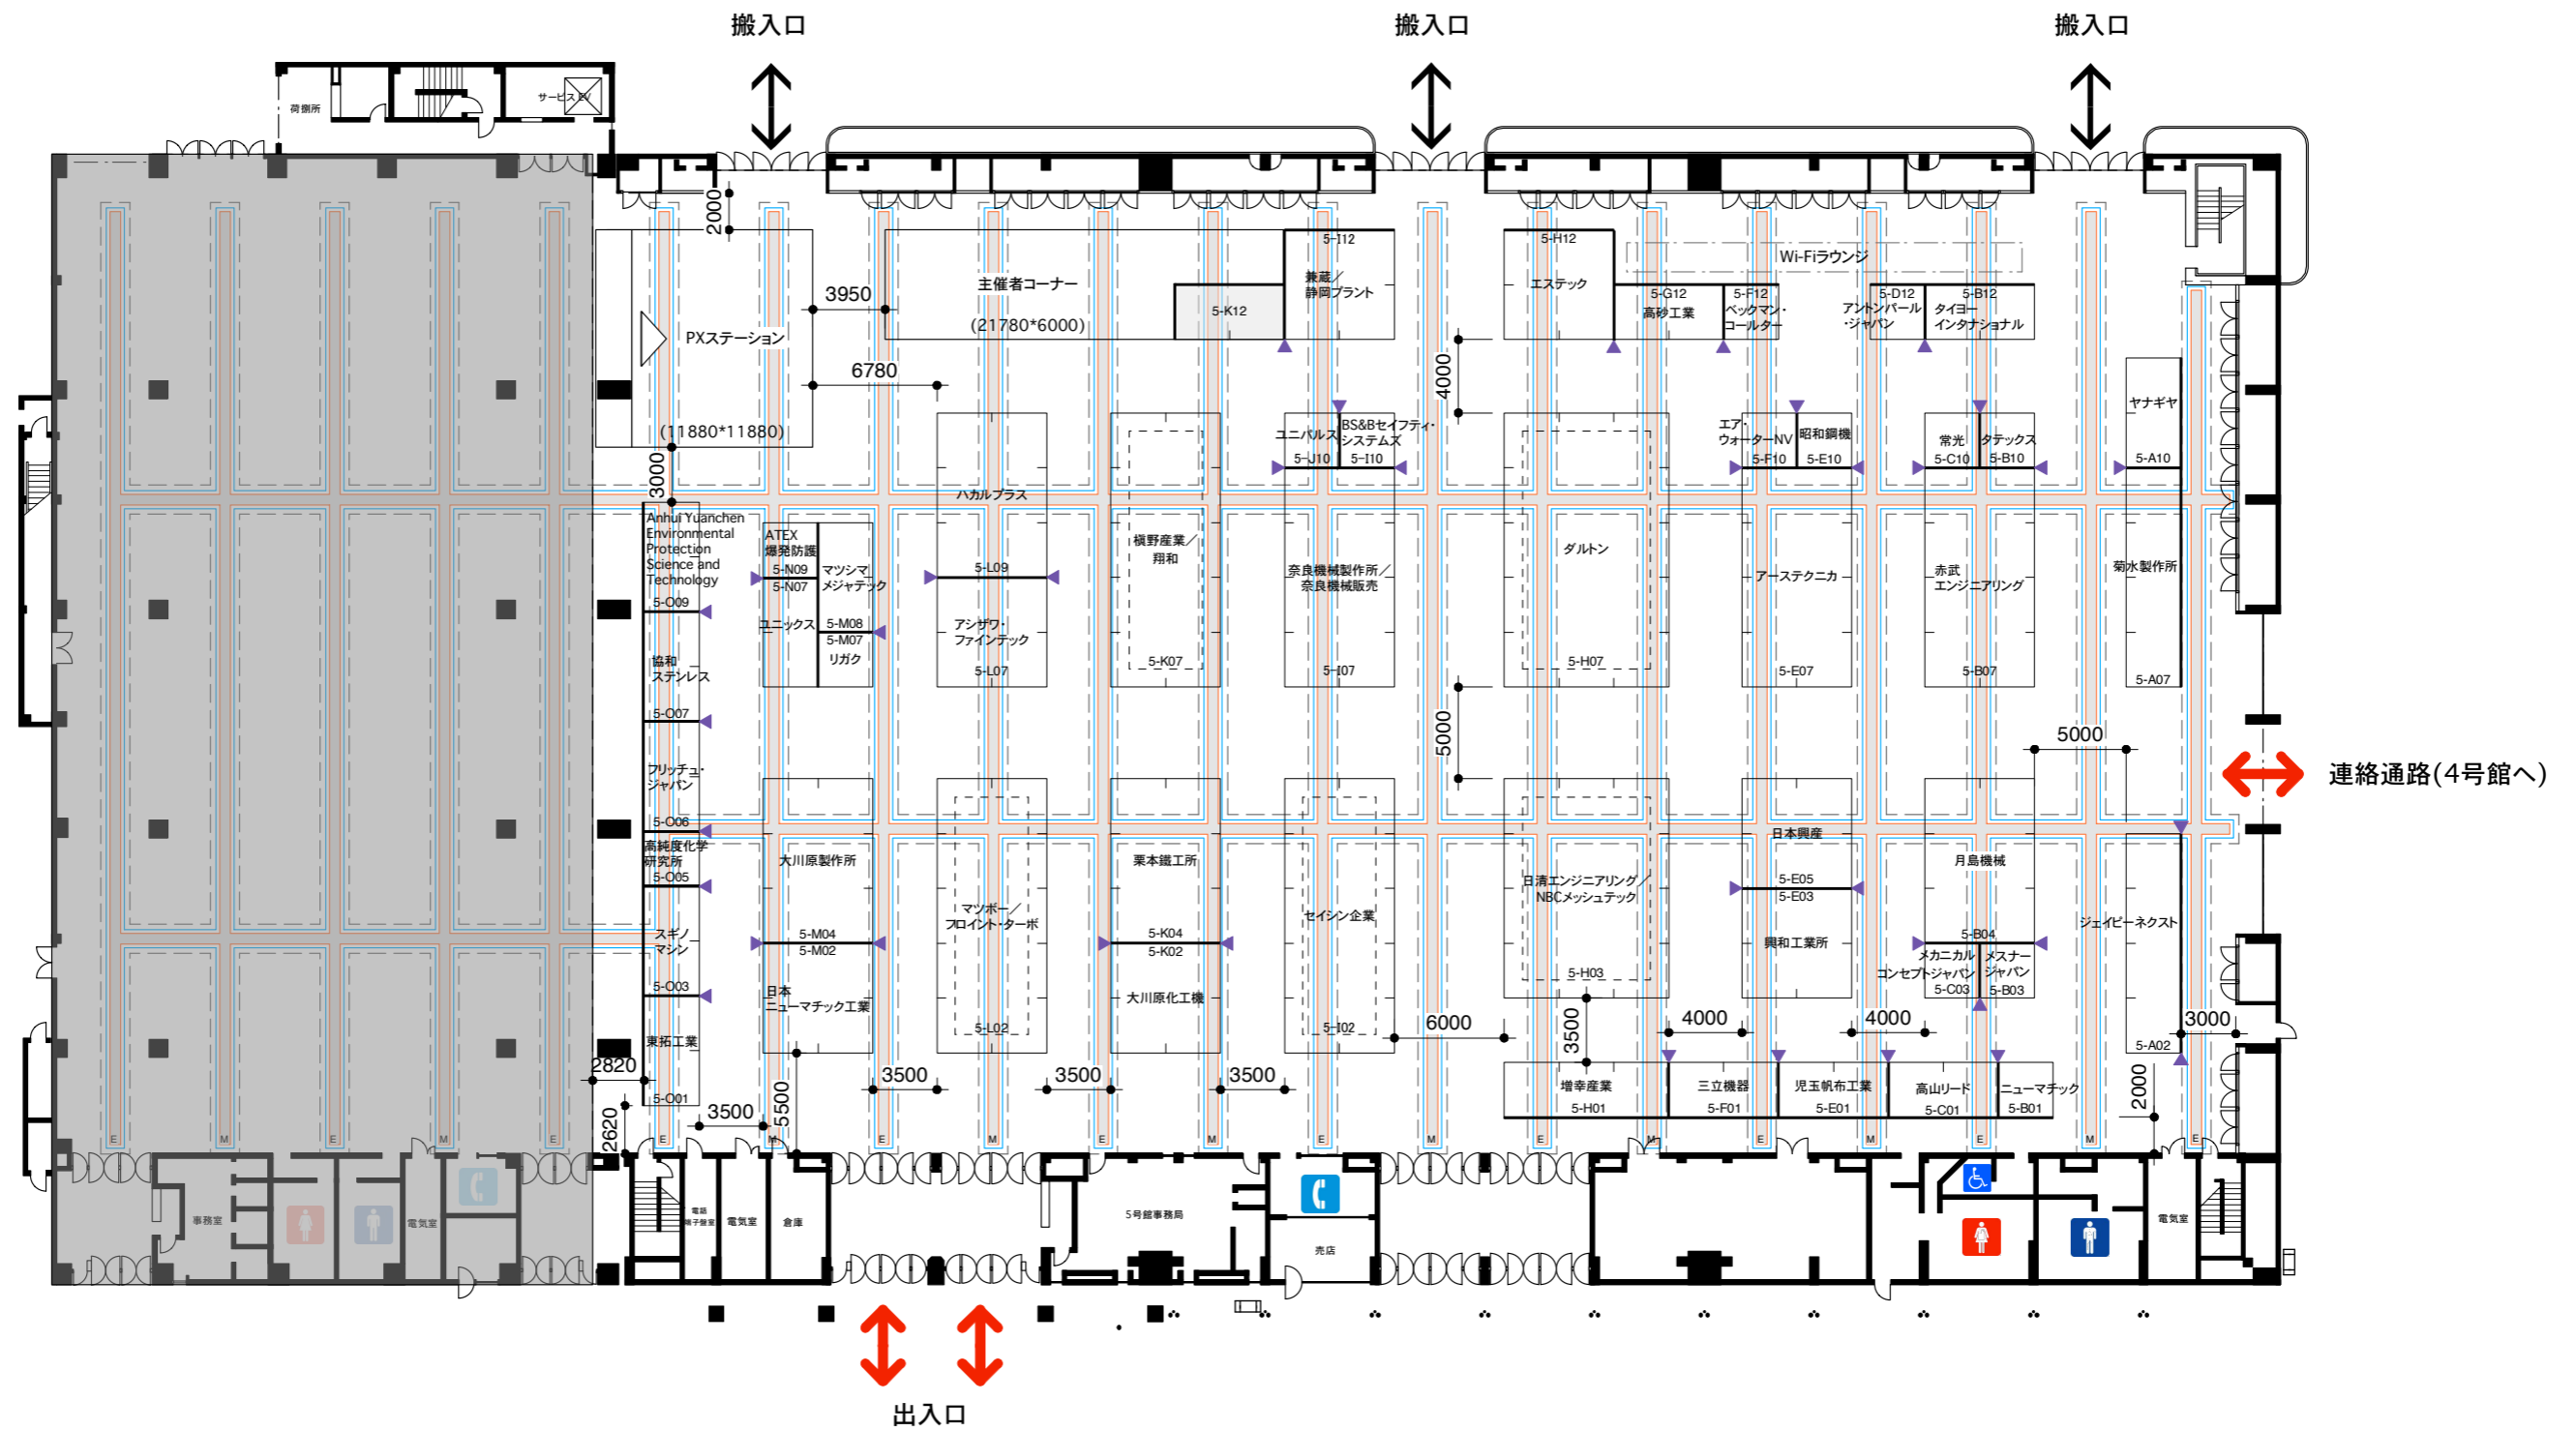 搬入口
搬入口
搬入口
荷捌所
サービスEV
2000
5-I12
兼蔵／
静岡プラント
5-H12
エステック
Wi-Fiラウンジ
主催者コーナー
(21780*6000)
3950
5-K12
5-G12
高砂工業
5-F12
ベックマン・
コールター
5-D12
アントンパール
・ジャパン
5-B12
タイヨー
インタナショナル
PXステーション
(11880*11880)
6780
4000
3000
ヤナギヤ
5-A10
ユニパルス
5-J10
BS&Bセイフティ・
システムズ
5-I10
エア・
ウォーターNV
5-F10
昭和鋼機
5-E10
常光
5-C10
タテックス
5-B10
ハカルプラス
5-L09
Anhui Yuanchen
Environmental
Protection
Science and
Technology
5-O09
ATEX
爆発防護
5-N09
5-N07
ユニックス
マツシマ
メジャテック
5-M08
5-M07
リガク
アシザワ・
ファインテック
5-L07
槇野産業／
翔和
5-K07
奈良機械製作所／
奈良機械販売
5-I07
ダルトン
5-H07
アーステクニカ
5-E07
赤武
エンジニアリング
5-B07
菊水製作所
5-A07
協和
ステンレス
5-O07
5000
5000
連絡通路(4号館へ)
フリッチュ・
ジャパン
5-O06
高純度化学
研究所
5-O05
スギノ
マシン
5-O03
東拓工業
5-O01
大川原製作所
5-M04
5-M02
日本
ニューマチック工業
マツボー／
フロイント・ターボ
5-L02
栗本鐵工所
5-K04
5-K02
大川原化工機
セイシン企業
5-I02
日清エンジニアリング／
NBCメッシュテック
5-H03
日本興産
5-E05
5-E03
興和工業所
月島機械
5-B04
メカニカル
コンセプトジャパン
5-C03
メスナー
ジャパン
5-B03
ジェイピーネクスト
5-A02
6000
3500
4000
4000
3000
2820
2620
3500
5500
3500
3500
3500
2000
増幸産業
5-H01
三立機器
5-F01
児玉帆布工業
5-E01
高山リード
5-C01
ニューマチック
5-B01
E M E M E E M E M E M E M E M E M E M E
事務室
電気室
電話
端子盤室
電気室
倉庫
5号館事務局
売店
電気室
出入口